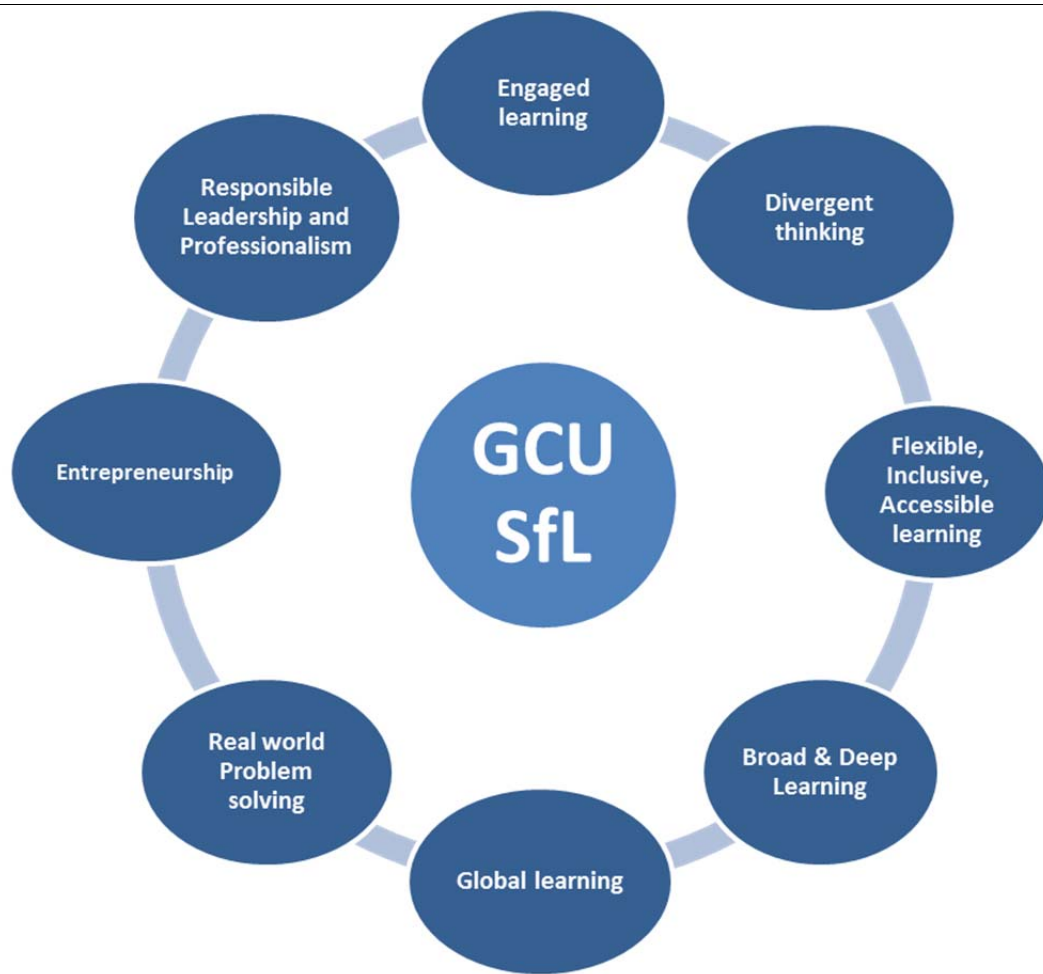 Engaged
learning
Divergent
thinking
Flexible,
Inclusive,
Accessible
learning
Broad & Deep
Learning
Global learning
Real world
Problem
solving
Entrepreneurship
Responsible
Leadership and
Professionalism
GCU
SfL